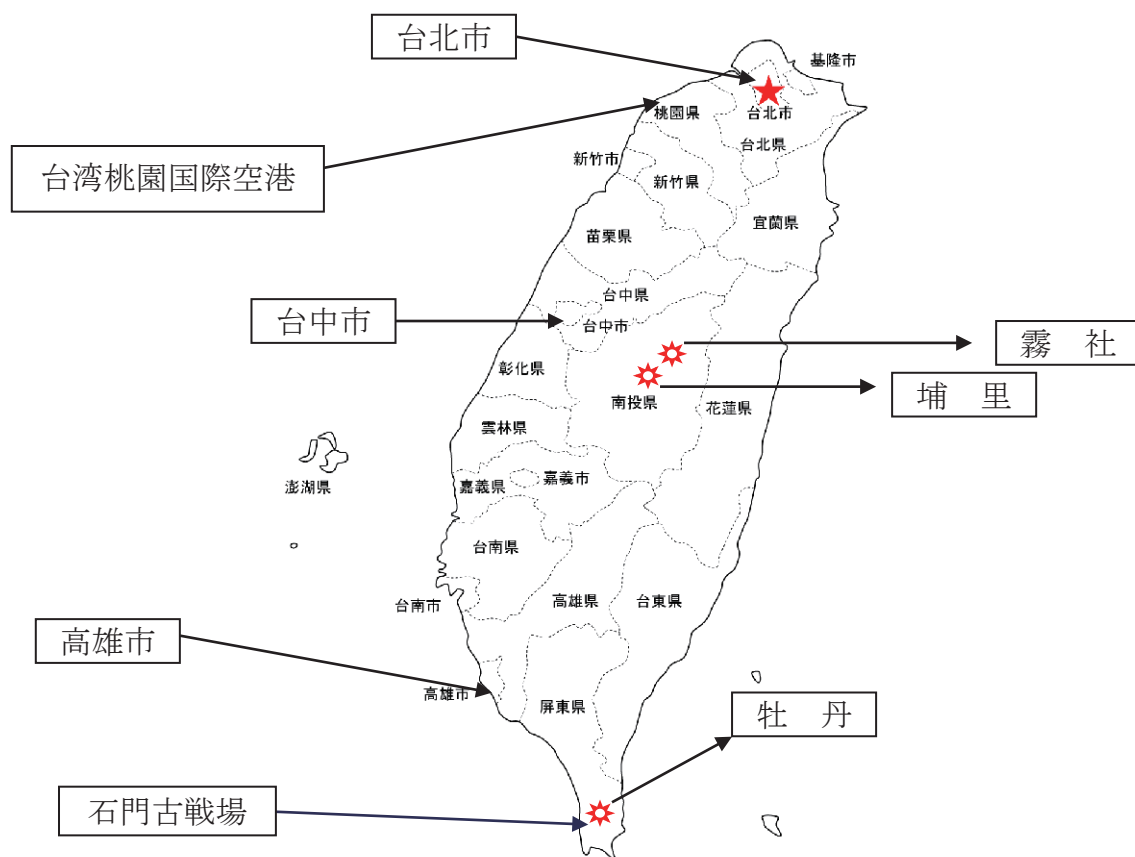 台北市
基隆市
桃園県
台北市
台北県
台湾桃園国際空港
新竹市
新竹県
宜蘭県
苗栗県
台中県
台中市
台中市
霧 社
彰化県
埔 里
南投県
花蓮県
雲林県
嘉義市
嘉義県
澎湖県
台南県
台南市
高雄県
台東県
高雄市
高雄市
屏東県
牡 丹
石門古戦場